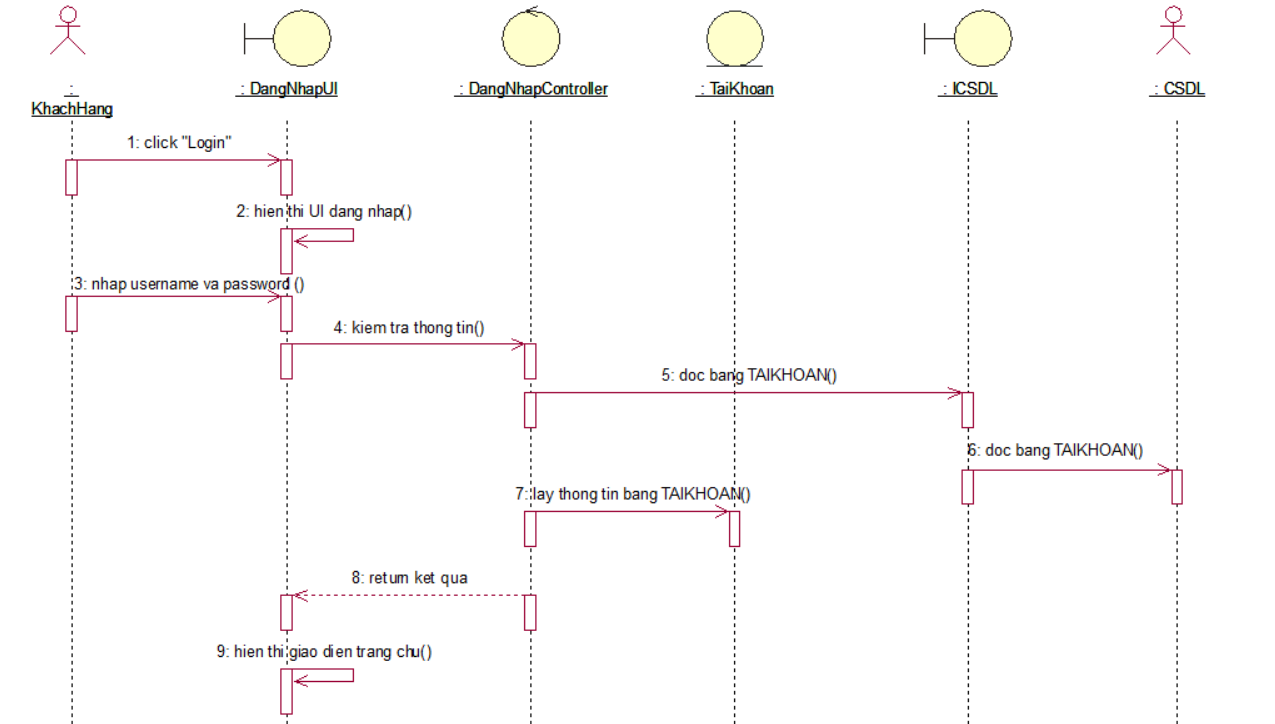 :
KhachHang
: DangNhapUI
: DangNhapController
: TaiKhoan
: ICSDL
: CSDL
1: click "Login"
2: hien thi UI dang nhap()
3: nhap username va password ()
4: kiem tra thong tin()
5: doc bang TAIKHOAN()
6: doc bang TAIKHOAN()
7: lay thong tin bang TAIKHOAN()
8: return ket qua
9: hien thi giao dien trang chu()